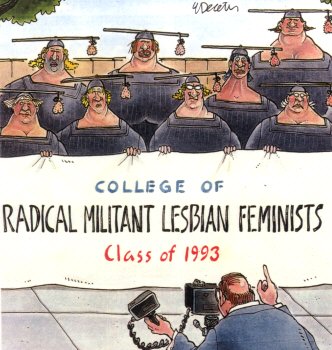 COLLEGE OF
RADICAL MILITANT LESBIAN FEMINISTS
Class of 1993